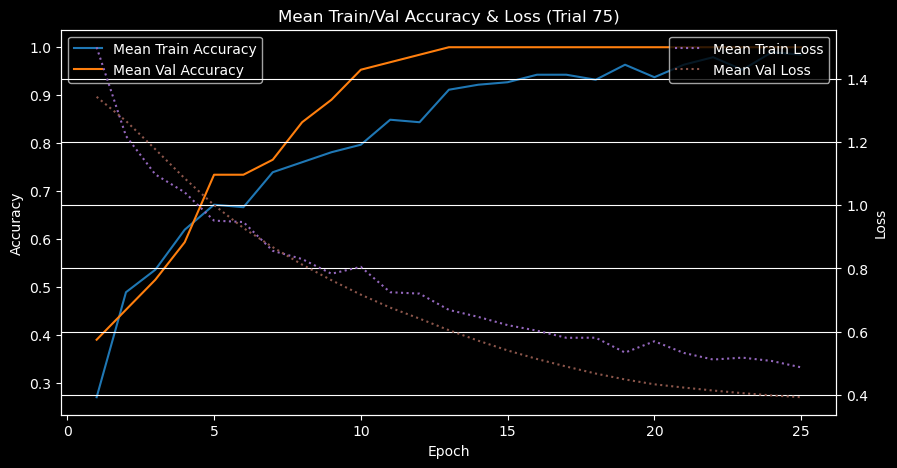 Mean Train/Val Accuracy & Loss (Trial 75)
Mean Train Accuracy
Mean Val Accuracy
Mean Train Loss
Mean Val Loss
1.0
0.9
0.8
0.7
0.6
0.5
0.4
0.3
Accuracy
1.4
1.2
1.0
0.8
0.6
0.4
Loss
0 5 10 15 20 25
Epoch